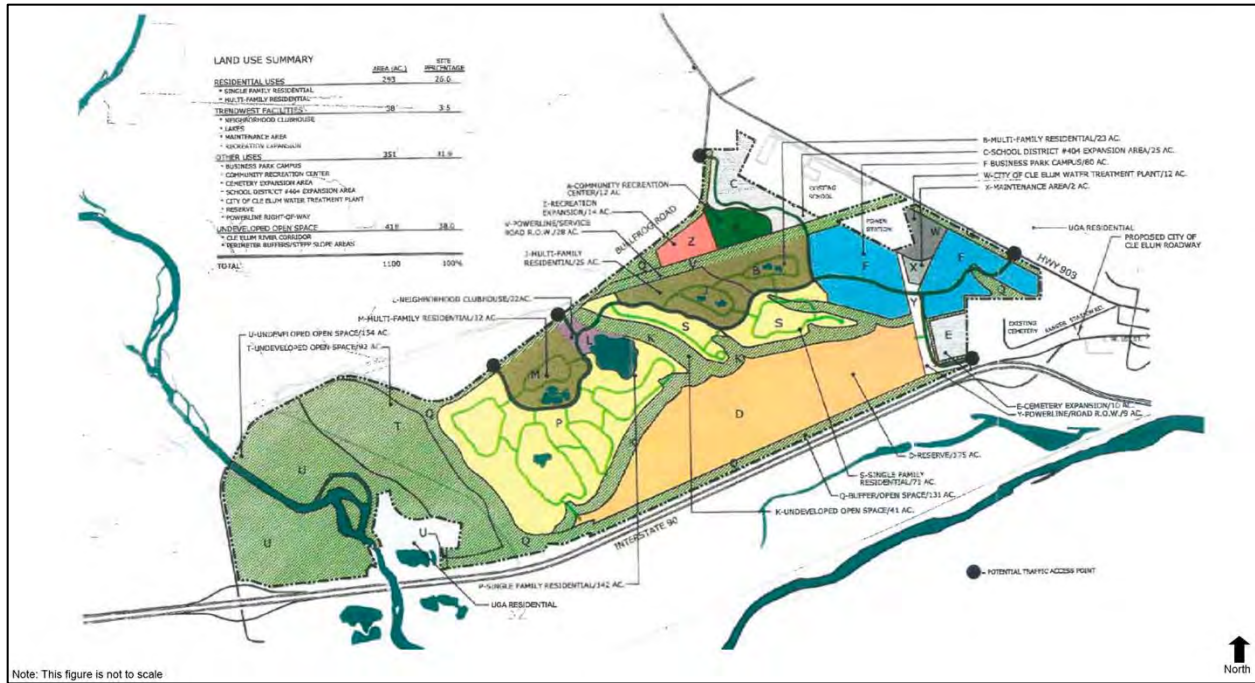 LAND USE SUMMARY
AREA (AC.) SITE PERCENTAGE
RESIDENTIAL USES 293 26.6
* SINGLE FAMILY RESIDENTIAL
* MULTI-FAMILY RESIDENTIAL
TRENDWEST FACILITIES 38 3.5
* NEIGHBORHOOD CLUBHOUSE
* LAKES
* MAINTENANCE AREA
* RECREATION EXPANSION
OTHER USES 351 31.9
* BUSINESS PARK CAMPUS
* COMMUNITY RECREATION CENTER
* CEMETERY EXPANSION AREA
* SCHOOL DISTRICT #404 EXPANSION AREA
* CITY OF CLE ELUM WATER TREATMENT PLANT
* RESERVE
* POWERLINE RIGHT-OF-WAY
UNDEVELOPED OPEN SPACE 418 38.0
* CLE ELUM RIVER CORRIDOR
* PERIMETER BUFFERS/STEEP SLOPE AREAS
TOTAL 1100 100%
B-MULTI-FAMILY RESIDENTIAL/23 AC.
C-SCHOOL DISTRICT #404 EXPANSION AREA/25 AC.
F BUSINESS PARK CAMPUS/80 AC.
W-CITY OF CLE ELUM WATER TREATMENT PLANT/12 AC.
X-MAINTENANCE AREA/2 AC.
UGA RESIDENTIAL
PROPOSED CITY OF
CLE ELUM ROADWAY
HWY 903
A-COMMUNITY RECREATION
CENTER/12 AC
Z-RECREATION
EXPANSION/14 AC.
V-POWERLINE/SERVICE
ROAD R.O.W./28 AC.
J-MULTI-FAMILY
RESIDENTIAL/25 AC.
L-NEIGHBORHOOD CLUBHOUSE/22AC.
M-MULTI-FAMILY RESIDENTIAL/12 AC.
U-UNDEVELOPED OPEN SPACE/154 AC.
T-UNDEVELOPED OPEN SPACE/92 AC.
BULLFROG ROAD
C
EXISTING
SCHOOL
POWER
STATION
W
Z
Q
B
J
F
X
F
Q
Y
S
S
K
K
L
M
E
EXISTING
CEMETERY
RANGER STATION RD.
P
D
T
Q
U
U
U
Q
Q
E-CEMETERY EXPANSION/10 AC.
Y-POWERLINE/ROAD R.O.W./9 AC.
D-RESERVE/175 AC.
S-SINGLE FAMILY
RESIDENTIAL/71 AC.
Q-BUFFER/OPEN SPACE/131 AC.
K-UNDEVELOPED OPEN SPACE/41 AC.
INTERSTATE 90
P-SINGLE FAMILY RESIDENTIAL/142 AC.
UGA RESIDENTIAL
32
POTENTIAL TRAFFIC ACCESS POINT
Note: This figure is not to scale
North